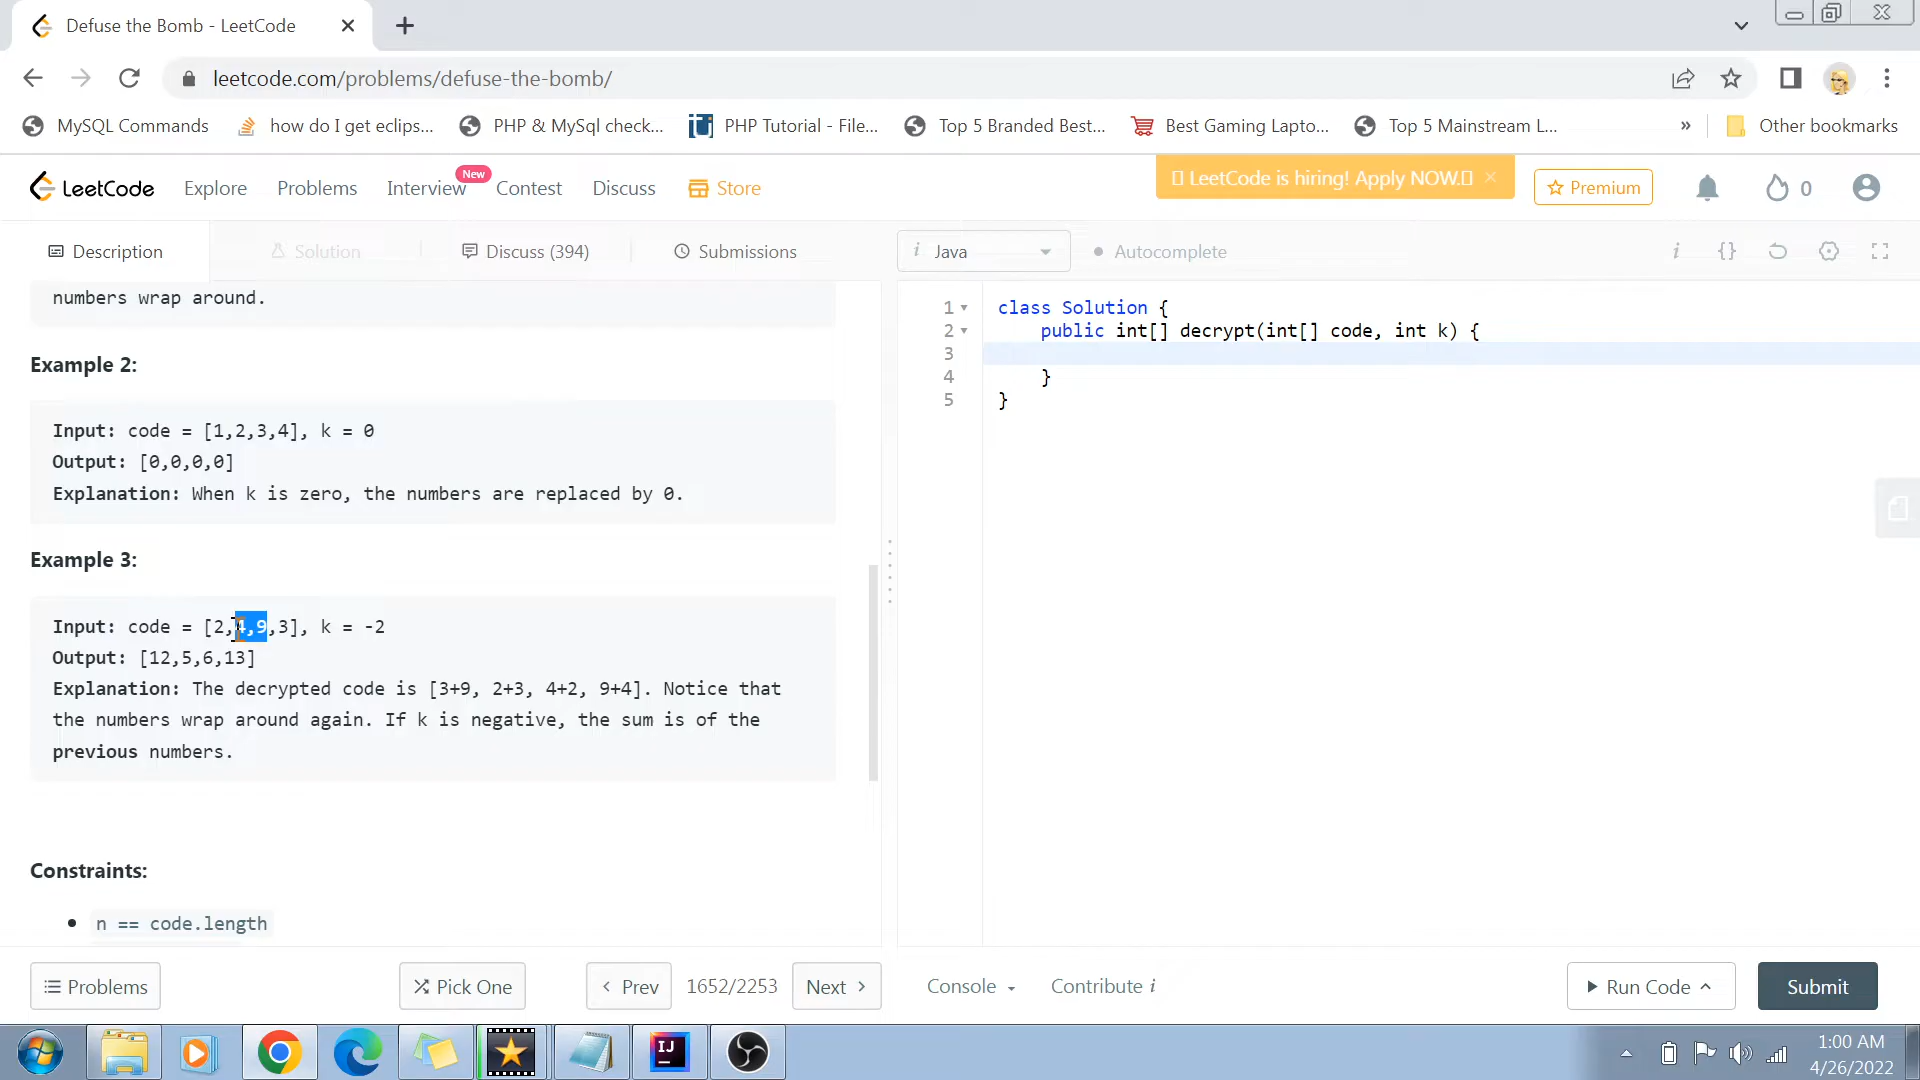 Defuse the Bomb - LeetCode
leetcode.com/problems/defuse-the-bomb/
MySQL Commands how do I get eclips... PHP & MySql check... PHP Tutorial - File... Top 5 Branded Best... Best Gaming Lapto... Top 5 Mainstream L... » Other bookmarks
LeetCode Explore Problems Interview New Contest Discuss Store LeetCode is hiring! Apply NOW. Premium 0
Description Solution Discuss (394) Submissions
i Java Autocomplete i {}
numbers wrap around.
Example 2:
Input: code = [1,2,3,4], k = 0
Output: [0,0,0,0]
Explanation: When k is zero, the numbers are replaced by 0.
Example 3:
Input: code = [2,4,9,3], k = -2
Output: [12,5,6,13]
Explanation: The decrypted code is [3+9, 2+3, 4+2, 9+4]. Notice that
the numbers wrap around again. If k is negative, the sum is of the
previous numbers.
Constraints:
n == code.length
1 class Solution {
2 public int[] decrypt(int[] code, int k) {
3
4 }
5 }
Problems Pick One Prev 1652/2253 Next Console Contribute i Run Code Submit
IJ
1:00 AM
4/26/2022